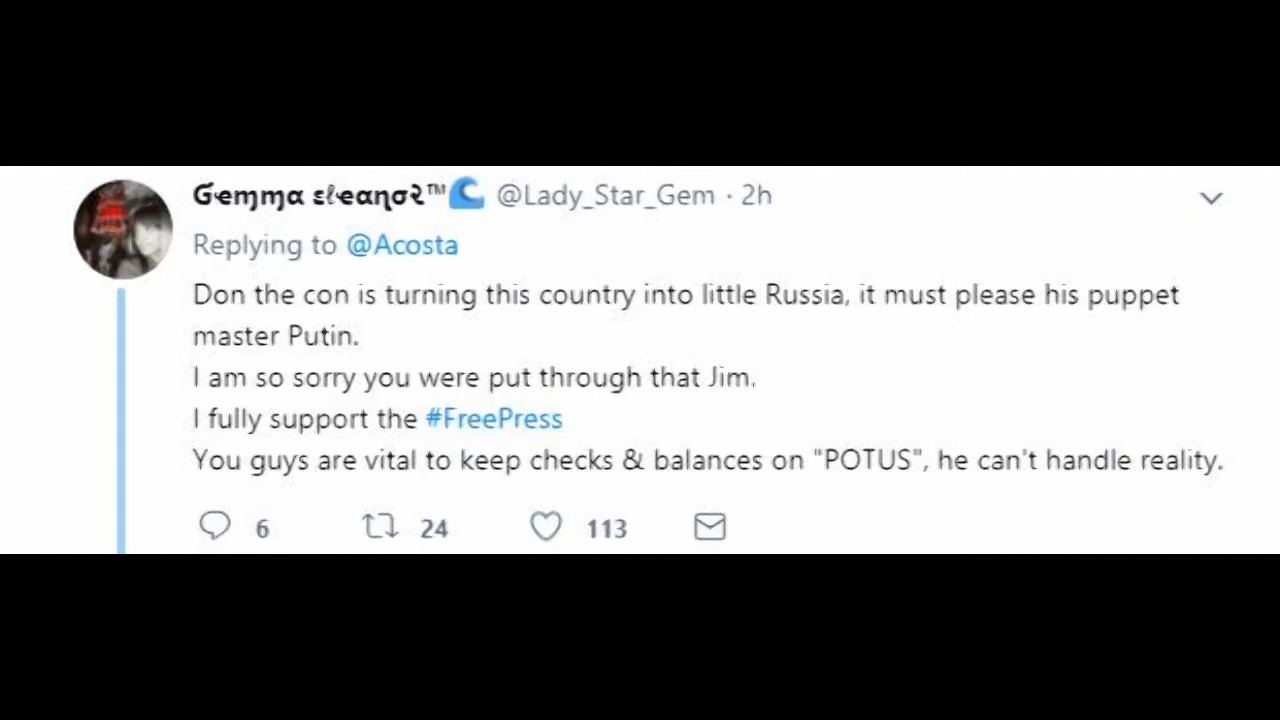 Ɠҽɱɱα ɛℓҽαησ२™🌊 @Lady_Star_Gem · 2h
Replying to @Acosta
Don the con is turning this country into little Russia, it must please his puppet
master Putin.
I am so sorry you were put through that Jim.
I fully support the #FreePress
You guys are vital to keep checks & balances on "POTUS", he can't handle reality.
6 24 113